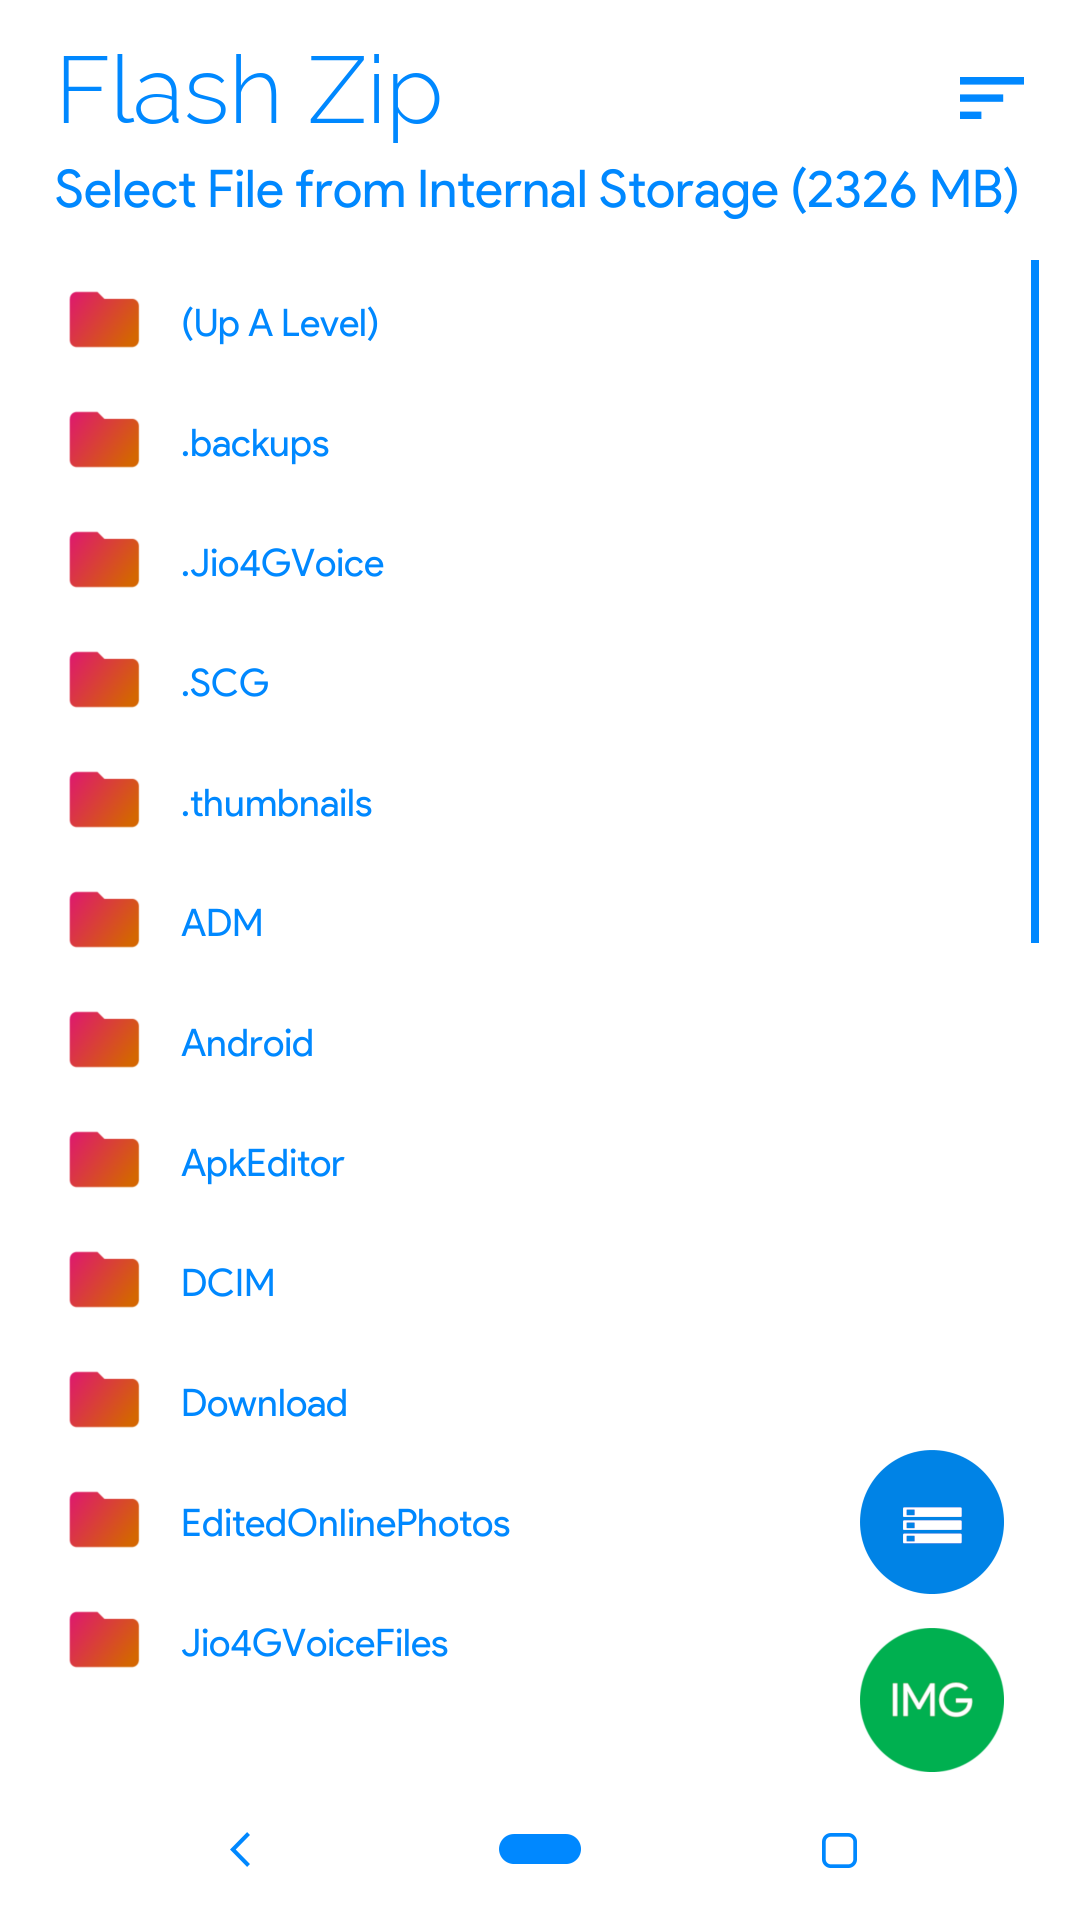 Flash Zip
Select File from Internal Storage (2326 MB)
(Up A Level)
.backups
.Jio4GVoice
.SCG
.thumbnails
ADM
Android
ApkEditor
DCIM
Download
EditedOnlinePhotos
Jio4GVoiceFiles
IMG